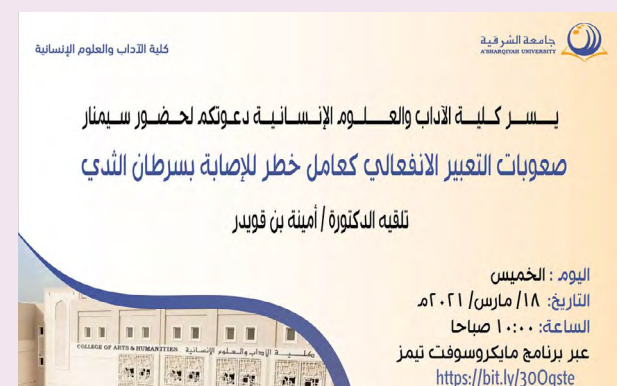 جامعة الشرقية
A'SHARQIYAH UNIVERSITY
كلية الآداب والعلوم الإنسانية
يسر كلية الآداب والعلوم الإنسانية دعوتكم لحضور سيمنار
صعوبات التعبير الانفعالي كعامل خطر للإصابة بسرطان الثدي
تلقيه الدكتورة / أمينة بن قويدر
اليوم : الخميس
التاريخ: ١٨/ مارس/ ٢٠٢١م
الساعة: ١٠:٠٠ صباحا
عبر برنامج مايكروسوفت تيمز
https://bit.ly/30Oqste
كلية الآداب والعلوم الإنسانية
COLLEGE OF ARTS & HUMANITIES